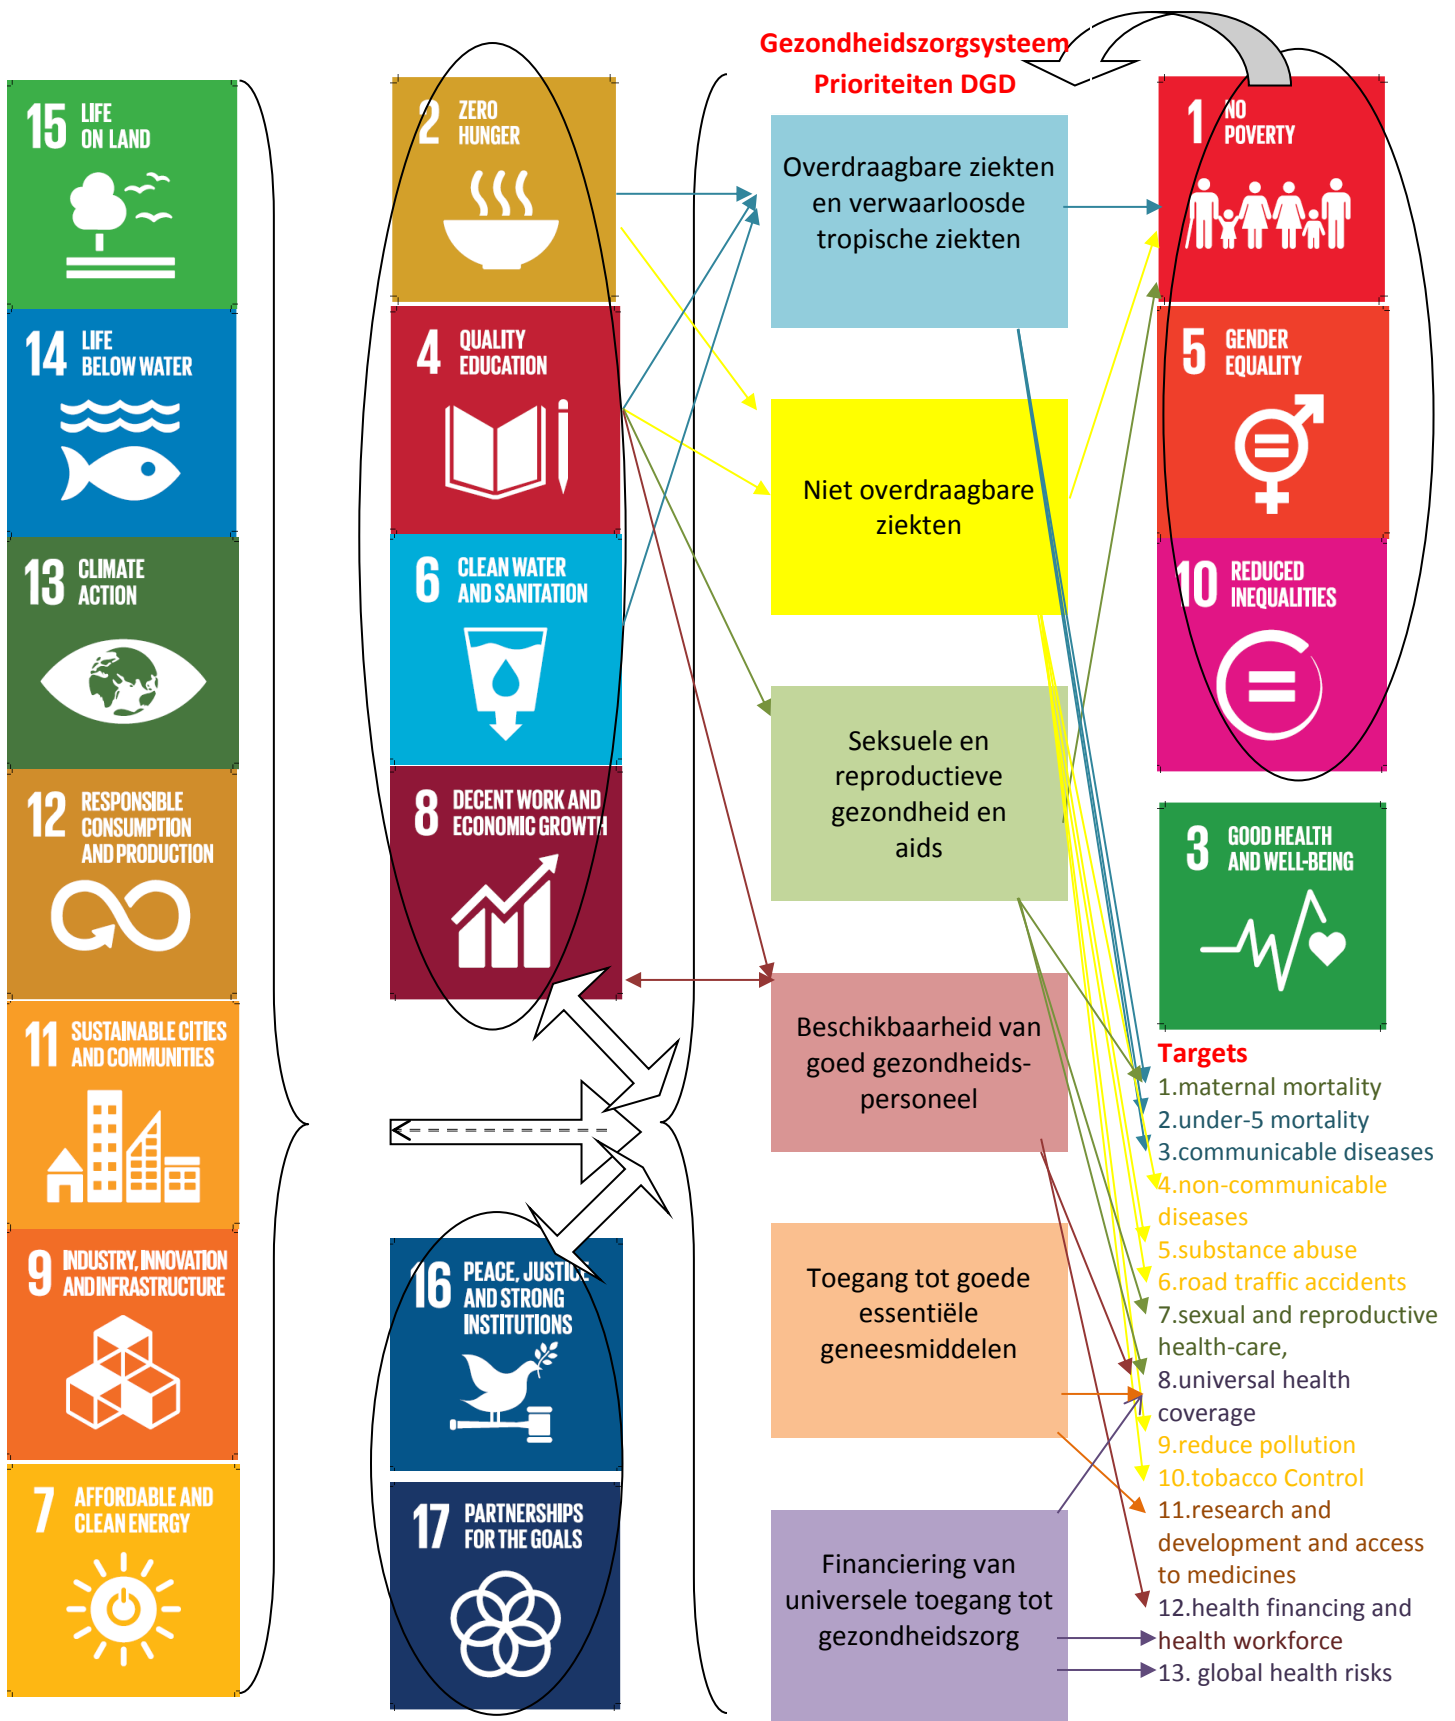 15 LIFE
ON LAND
14 LIFE
BELOW WATER
13 CLIMATE
ACTION
12 RESPONSIBLE
CONSUMPTION
AND PRODUCTION
11 SUSTAINABLE CITIES
AND COMMUNITIES
9 INDUSTRY, INNOVATION
AND INFRASTRUCTURE
7 AFFORDABLE AND
CLEAN ENERGY
2 ZERO
HUNGER
4 QUALITY
EDUCATION
6 CLEAN WATER
AND SANITATION
8 DECENT WORK AND
ECONOMIC GROWTH
16 PEACE, JUSTICE
AND STRONG
INSTITUTIONS
17 PARTNERSHIPS
FOR THE GOALS
Gezondheidszorgsysteem
Prioriteiten DGD
Overdraagbare ziekten
en verwaarloosde
tropische ziekten
Niet overdraagbare
ziekten
Seksuele en
reproductieve
gezondheid en
aids
Beschikbaarheid van
goed gezondheids-
personeel
Toegang tot goede
essentiële
geneesmiddelen
Financiering van
universele toegang tot
gezondheidszorg
1 NO
POVERTY
5 GENDER
EQUALITY
10 REDUCED
INEQUALITIES
3 GOOD HEALTH
AND WELL-BEING
Targets
1.maternal mortality
2.under-5 mortality
3.communicable diseases
4.non-communicable
diseases
5.substance abuse
6.road traffic accidents
7.sexual and reproductive
health-care,
8.universal health
coverage
9.reduce pollution
10.tobacco Control
11.research and
development and access
to medicines
12.health financing and
health workforce
13. global health risks